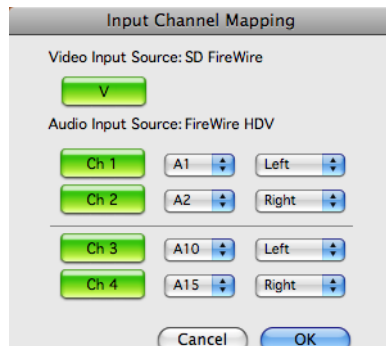 Input Channel Mapping
Video Input Source: SD FireWire
V
Audio Input Source: FireWire HDV
Ch 1 A1 Left
Ch 2 A2 Right
Ch 3 A10 Left
Ch 4 A15 Right
Cancel OK